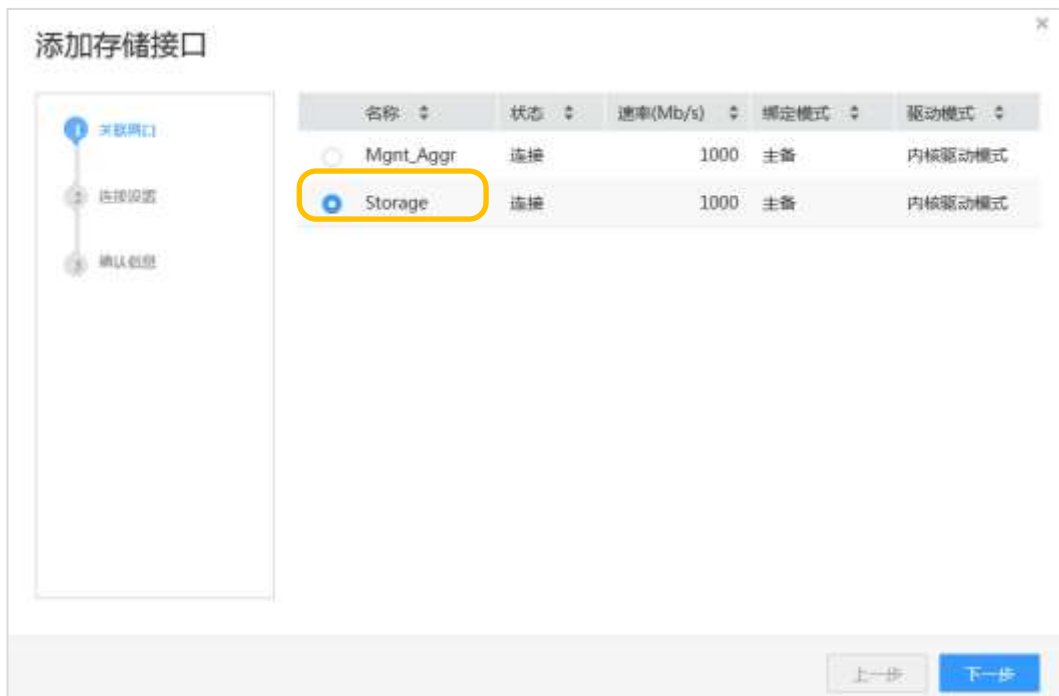 添加存储接口
1 关联网口
2 连接设置
3 确认信息
名称 状态 速率(Mb/s) 绑定模式 驱动模式
Mgnt_Aggr 连接 1000 主备 内核驱动模式
Storage 连接 1000 主备 内核驱动模式
上一步 下一步